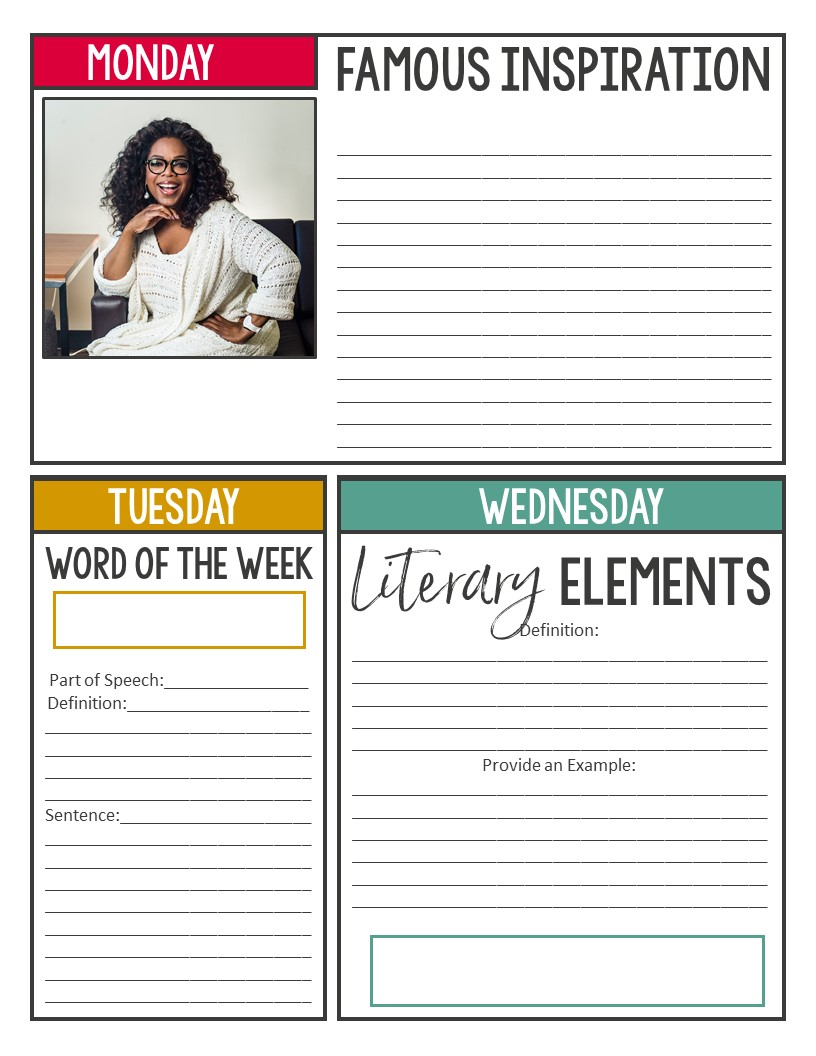 MONDAY
FAMOUS INSPIRATION
TUESDAY
WORD OF THE WEEK
Part of Speech:
Definition:
Sentence:
WEDNESDAY
Literary ELEMENTS
Definition:
Provide an Example: